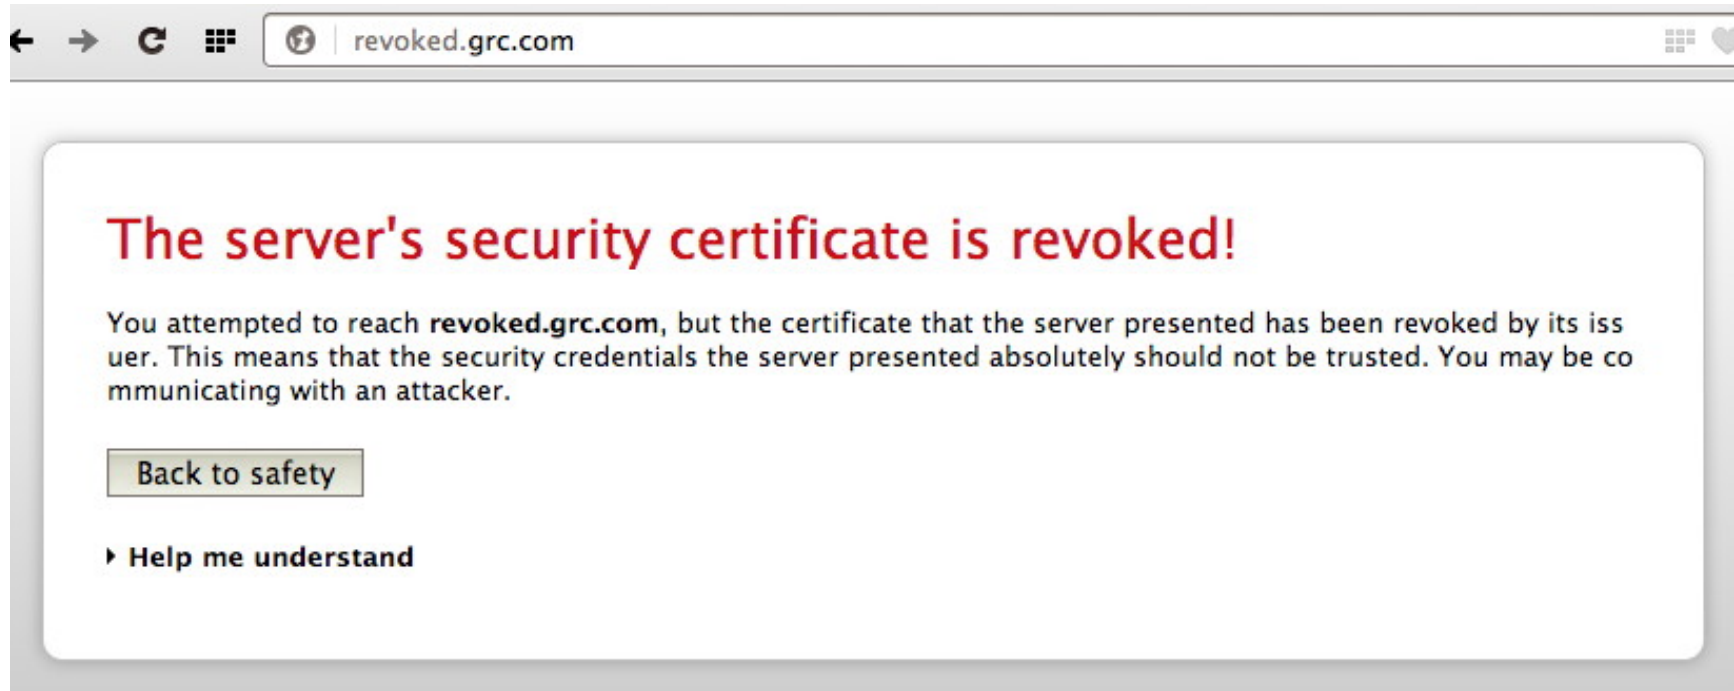 revoked.grc.com
The server's security certificate is revoked!
You attempted to reach revoked.grc.com, but the certificate that the server presented has been revoked by its iss
uer. This means that the security credentials the server presented absolutely should not be trusted. You may be co
mmunicating with an attacker.
Back to safety
Help me understand